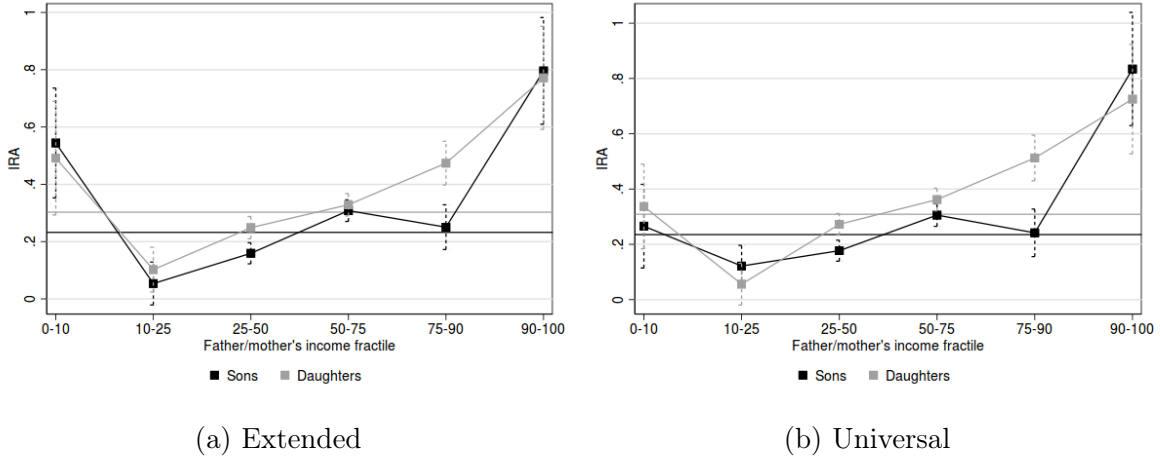 1
.8
.6
.4
.2
0
IRA
0-10 10-25 25-50 50-75 75-90 90-100
Father/mother's income fractile
Sons Daughters
(a) Extended
1
.8
.6
.4
.2
0
IRA
0-10 10-25 25-50 50-75 75-90 90-100
Father/mother's income fractile
Sons Daughters
(b) Universal